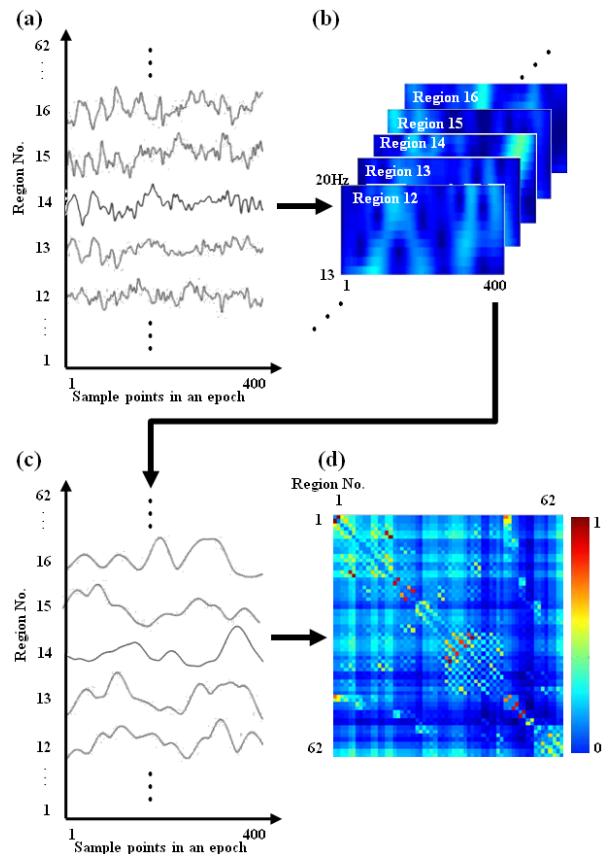 (a)
62
Region No.
16
15
14
13
12
1
1
400
Sample points in an epoch
(b)
Region 16
Region 15
Region 14
Region 13
20Hz
Region 12
13
1
400
(c)
62
Region No.
16
15
14
13
12
1
1
400
Sample points in an epoch
(d)
Region No.
1
62
1
62
1
0